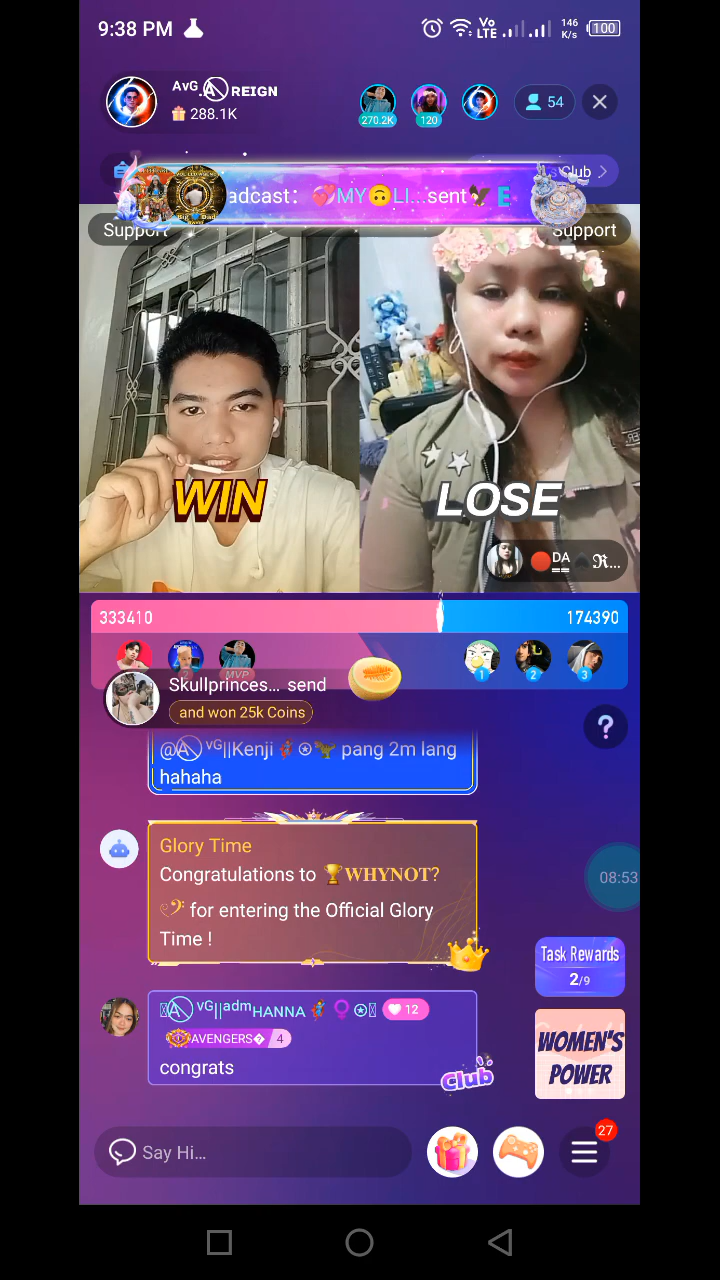 9:38 PM
Vo LTE
146 K/s
100
ᴬᵛᴳ.A⃠ REIGN
288.1K
270.2K
120
54
Club >
adcast: 💞MY🙃LI...sent🦅E
Support
Support
WIN
LOSE
🔴DA
ℜ...
333410
174390
MVP
1
2
3
Skullprinces... send
and won 25k Coins
?
@A⃠ ᵛᴳ||Kenji pang 2m lang
hahaha
Glory Time
Congratulations to 🏆WHYNOT?
for entering the Official Glory
Time !
08:53
Task Rewards
2/9
A⃠ ᵛᴳ||ᵃᵈᵐHANNA
12
AVENGERS
4
congrats
Club
WOMEN'S
POWER
Say Hi...
27